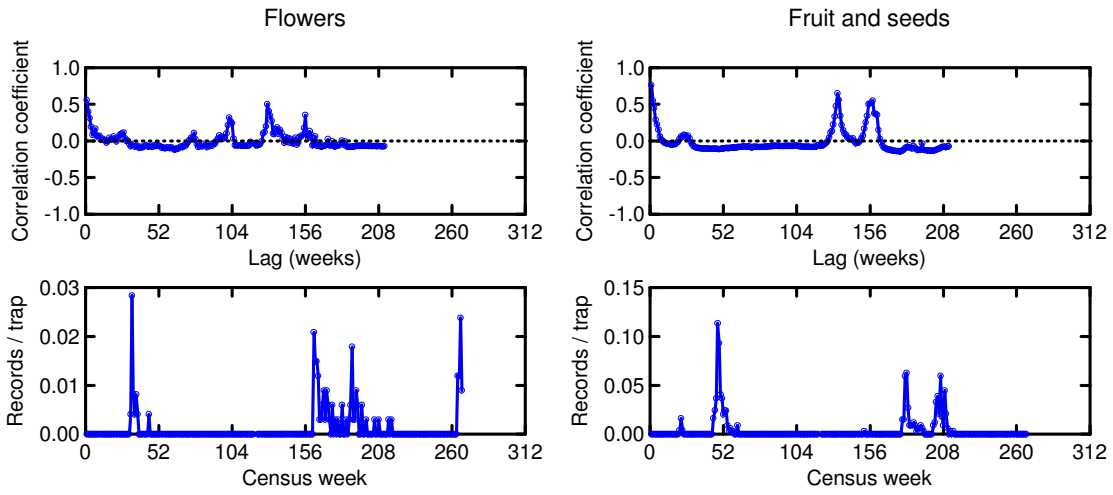 Flowers
Fruit and seeds
Correlation coefficient
1.0
0.5
0.0
-0.5
-1.0
0 52 104 156 208 260 312
Lag (weeks)
Correlation coefficient
1.0
0.5
0.0
-0.5
-1.0
0 52 104 156 208 260 312
Lag (weeks)
Records / trap
0.03
0.02
0.01
0.00
0 52 104 156 208 260 312
Census week
Records / trap
0.15
0.10
0.05
0.00
0 52 104 156 208 260 312
Census week